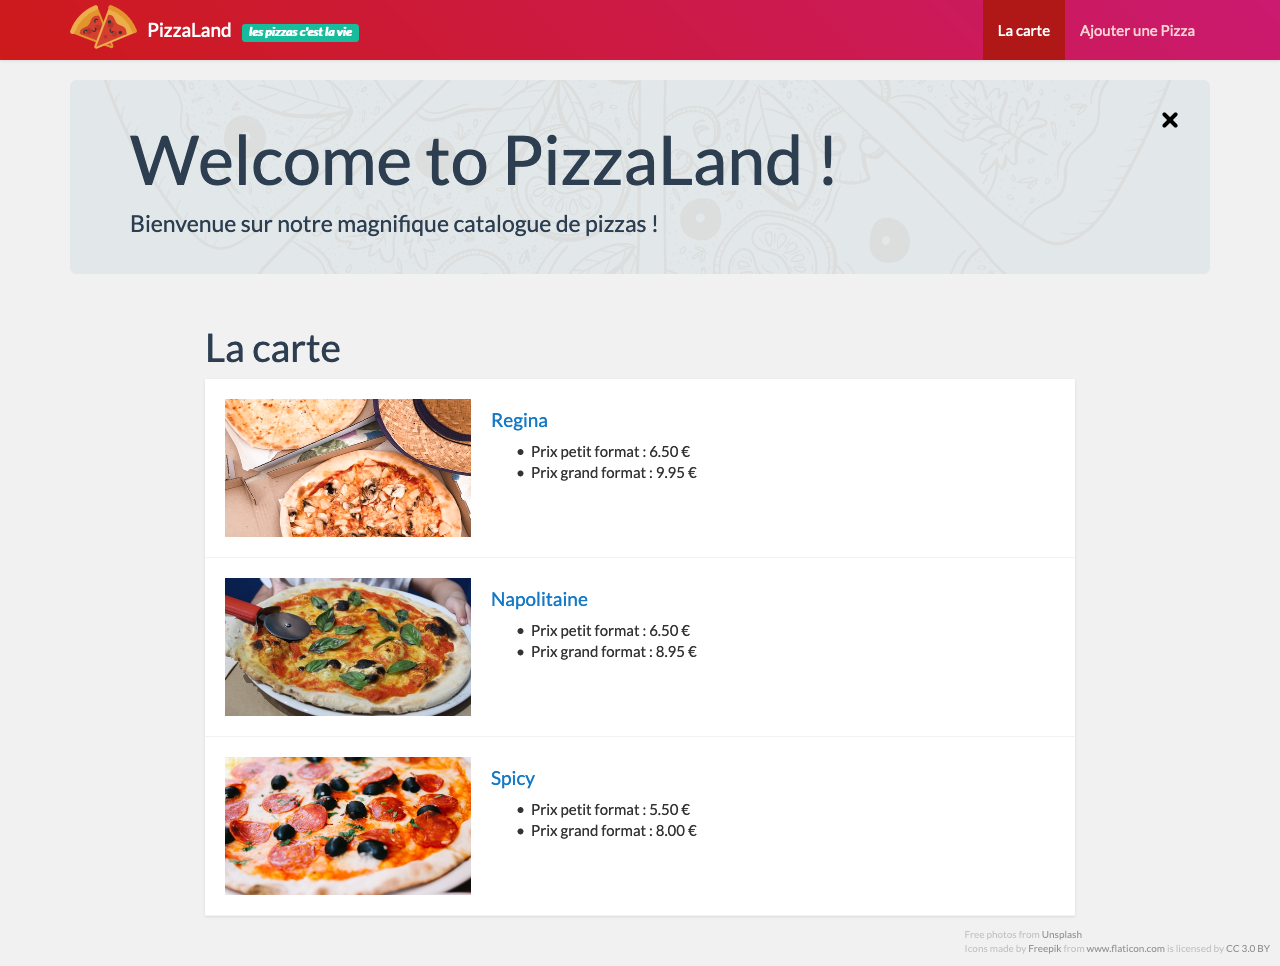 PizzaLand les pizzas c'est la vie
La carte Ajouter une Pizza
Welcome to PizzaLand !
Bienvenue sur notre magnifique catalogue de pizzas !
La carte
Regina
• Prix petit format : 6.50 €
• Prix grand format : 9.95 €
Napolitaine
• Prix petit format : 6.50 €
• Prix grand format : 8.95 €
Spicy
• Prix petit format : 5.50 €
• Prix grand format : 8.00 €
Free photos from Unsplash
Icons made by Freepik from www.flaticon.com is licensed by CC 3.0 BY